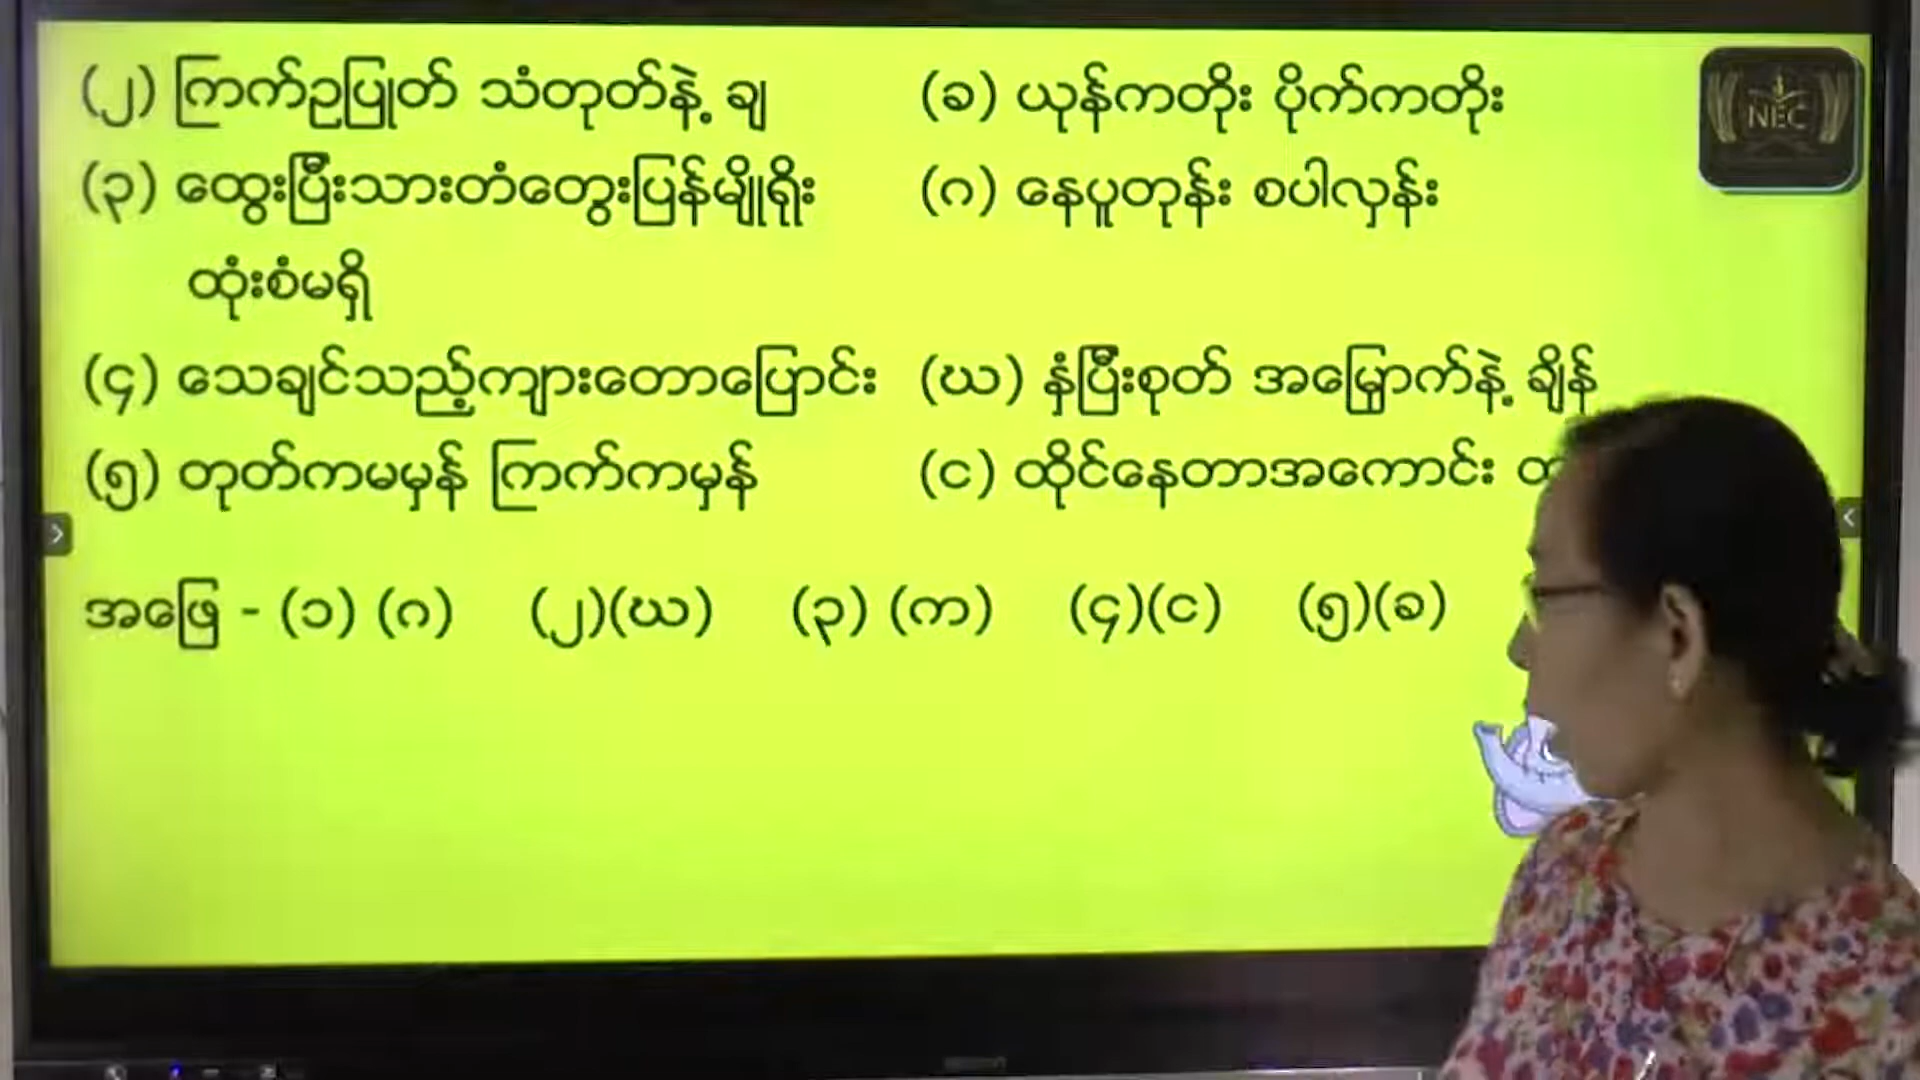 (၂) ကြက်ဥပြုတ် သံတုတ်နဲ့ ချ (ခ) ယုန်ကတိုး ပိုက်ကတိုး
(၃) ထွေးပြီးသားတံတွေးပြန်မျိုရိုး (ဂ) နေပူတုန်း စပါလှန်း
ထုံးစံမရှိ
(၄) သေချင်သည့်ကျားတောပြောင်း (ဃ) နှံပြီးစုတ် အမြှောက်နဲ့ ချိန်
(၅) တုတ်ကမမှန် ကြက်ကမှန် (င) ထိုင်နေတာအကောင်း
အဖြေ - (၁) (ဂ) (၂)(ဃ) (၃) (က) (၄)(င) (၅)(ခ)
NEC